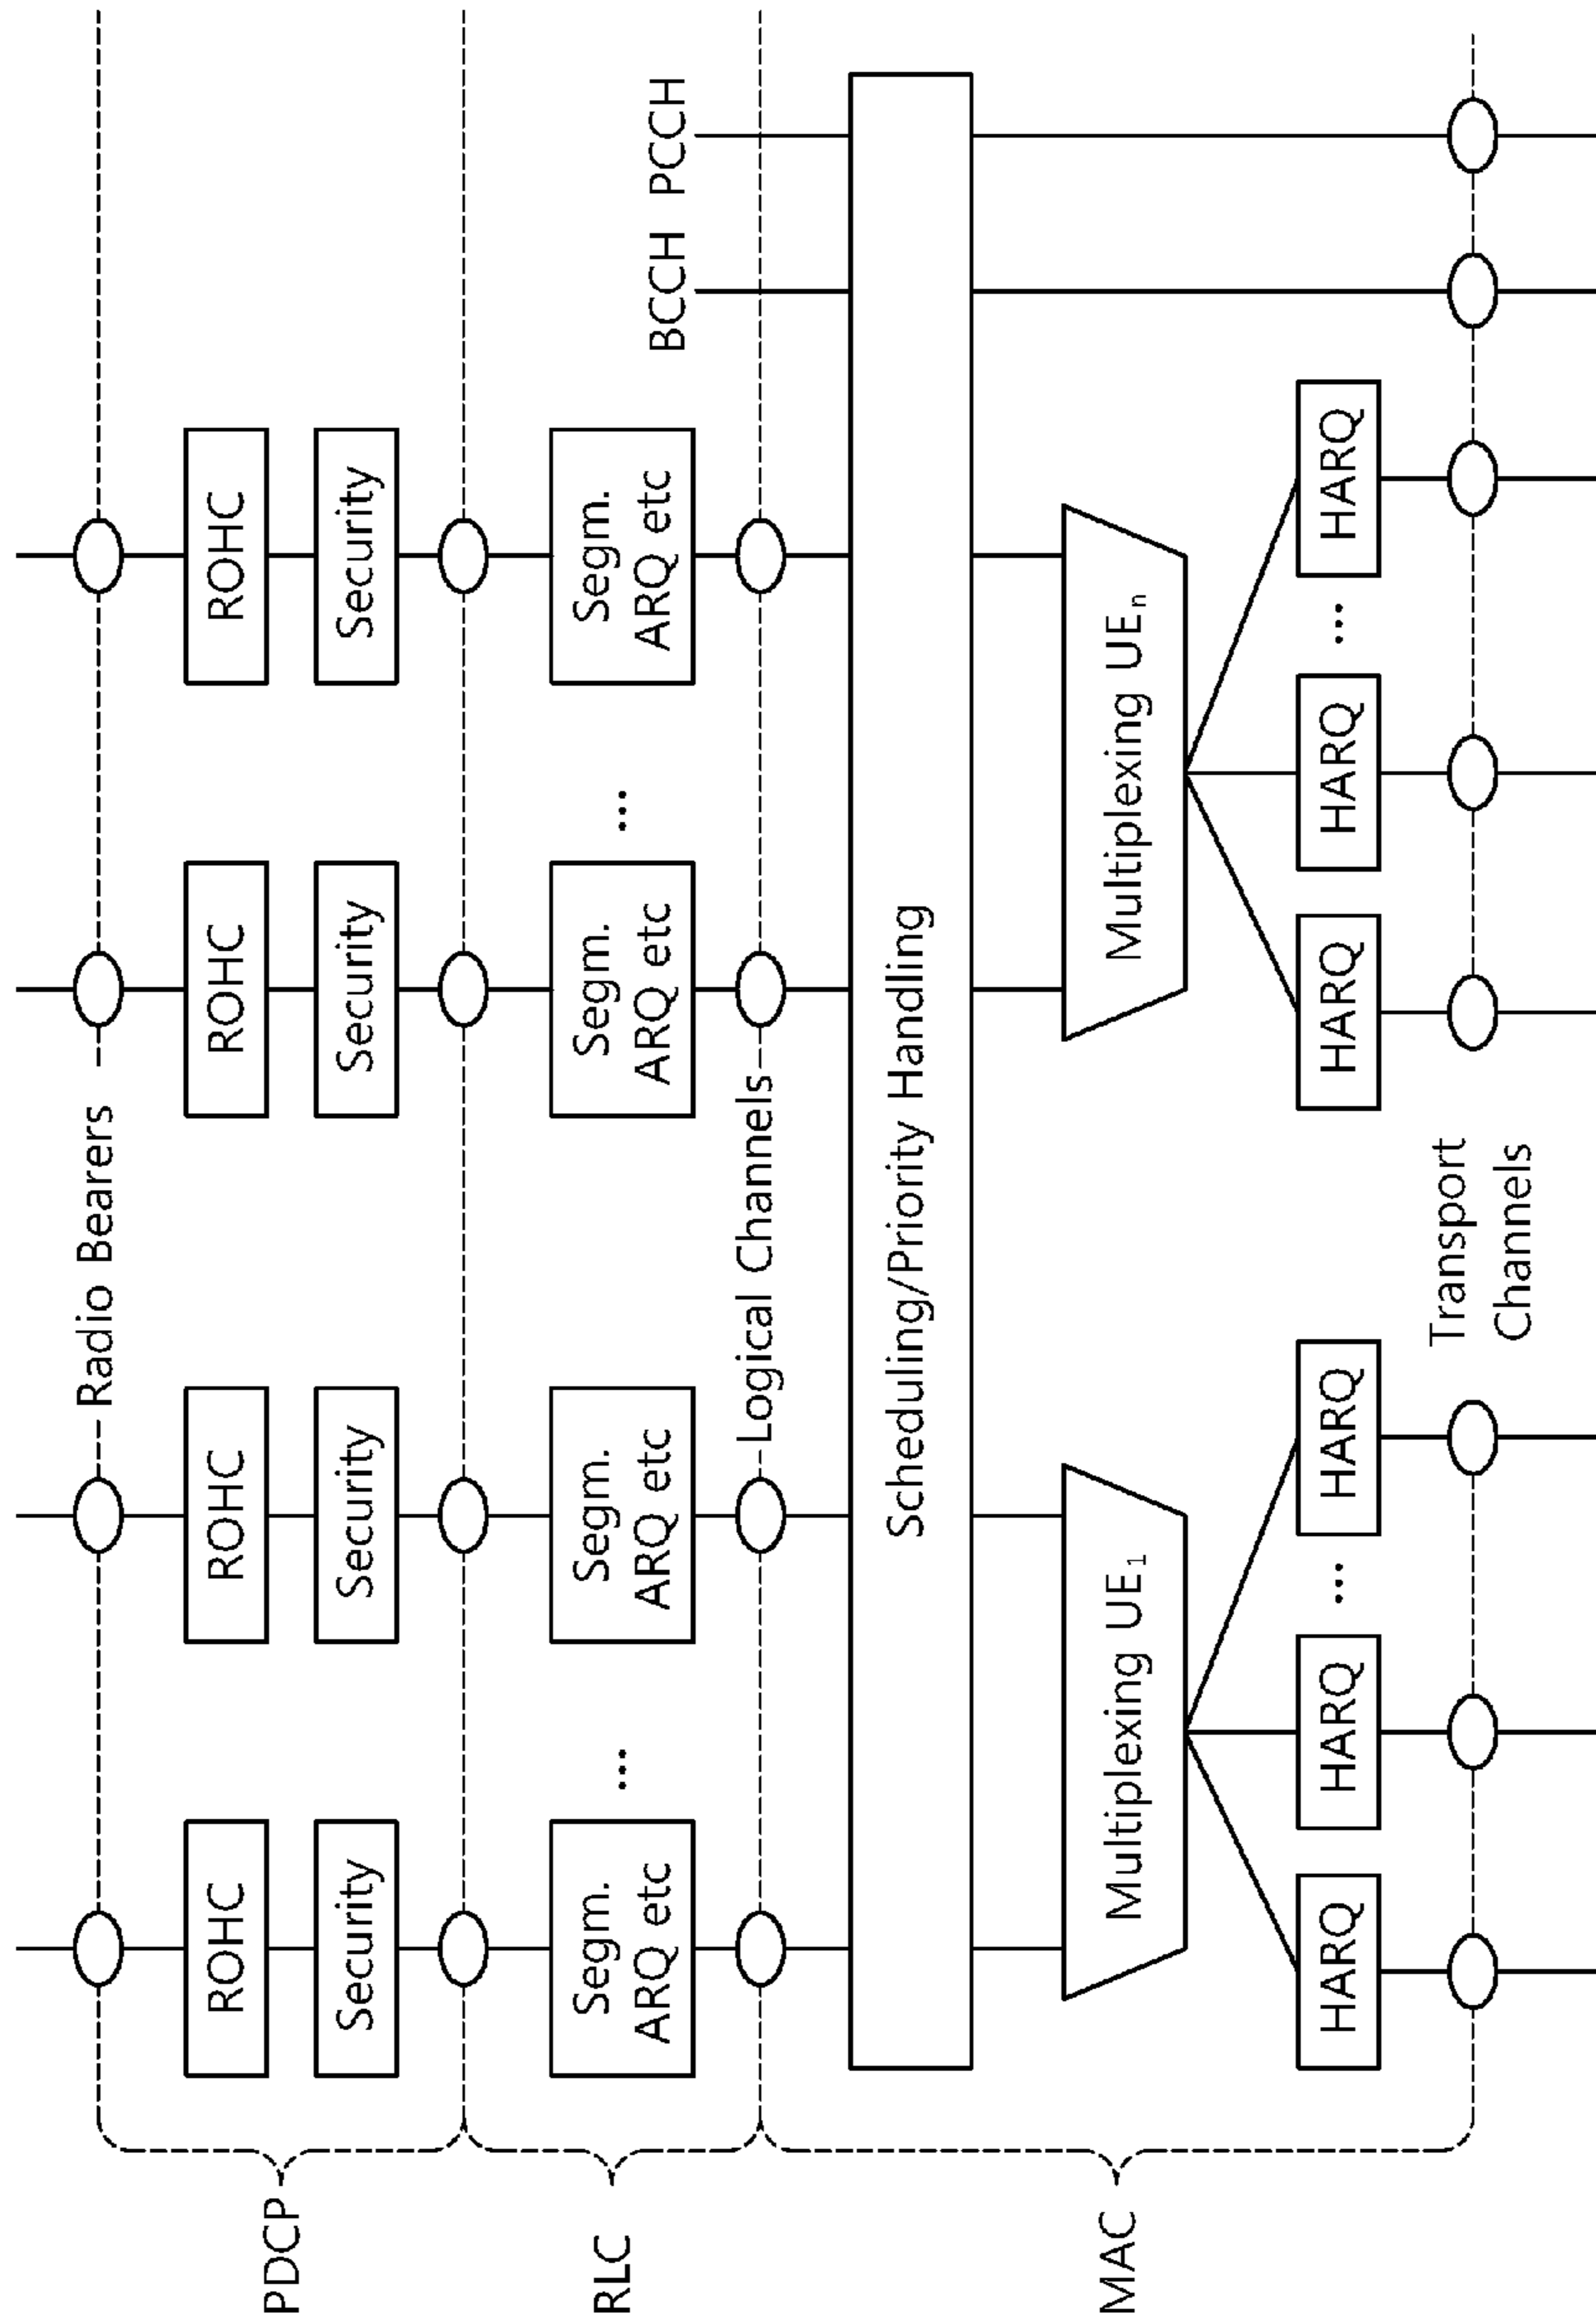 Radio Bearers
PDCP
ROHC
ROHC
ROHC
ROHC
Security
Security
Security
Security
RLC
Segm.
ARQ etc
...
Segm.
ARQ etc
Segm.
ARQ etc
...
Segm.
ARQ etc
BCCH PCCH
Logical Channels
Scheduling/Priority Handling
MAC
Multiplexing UE₁
Multiplexing UEₙ
HARQ
HARQ
...
HARQ
HARQ
HARQ
...
HARQ
Transport
Channels